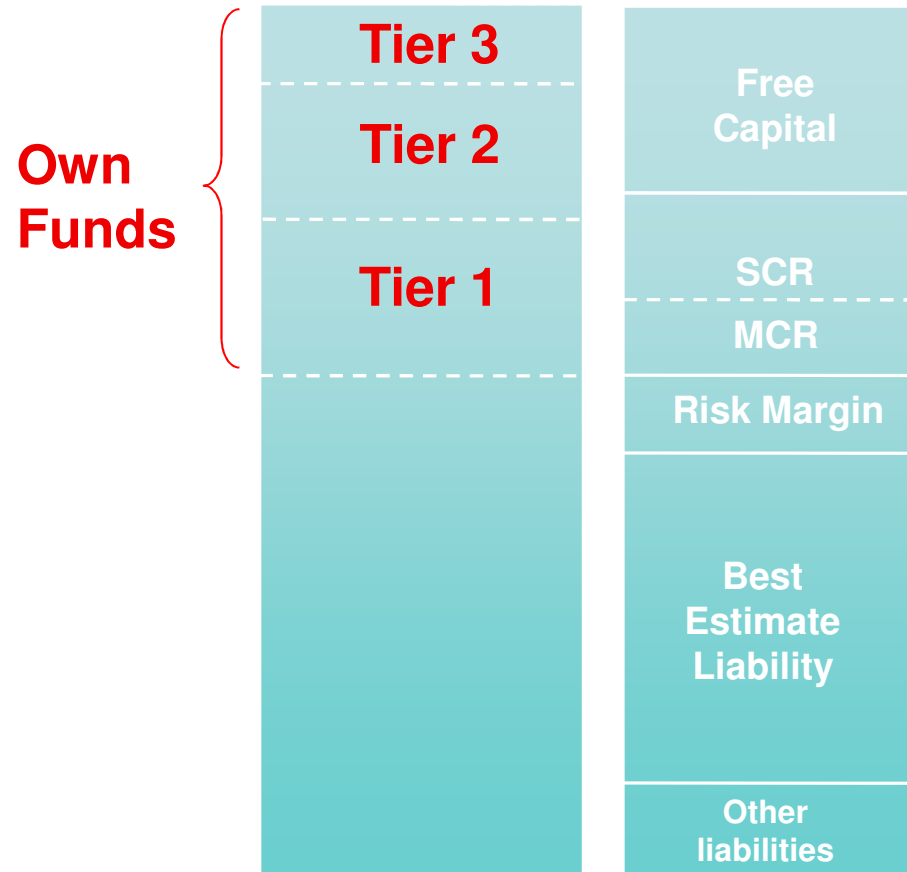 Own
Funds
Tier 3
Tier 2
Tier 1
Free
Capital
SCR
MCR
Risk Margin
Best
Estimate
Liability
Other
liabilities